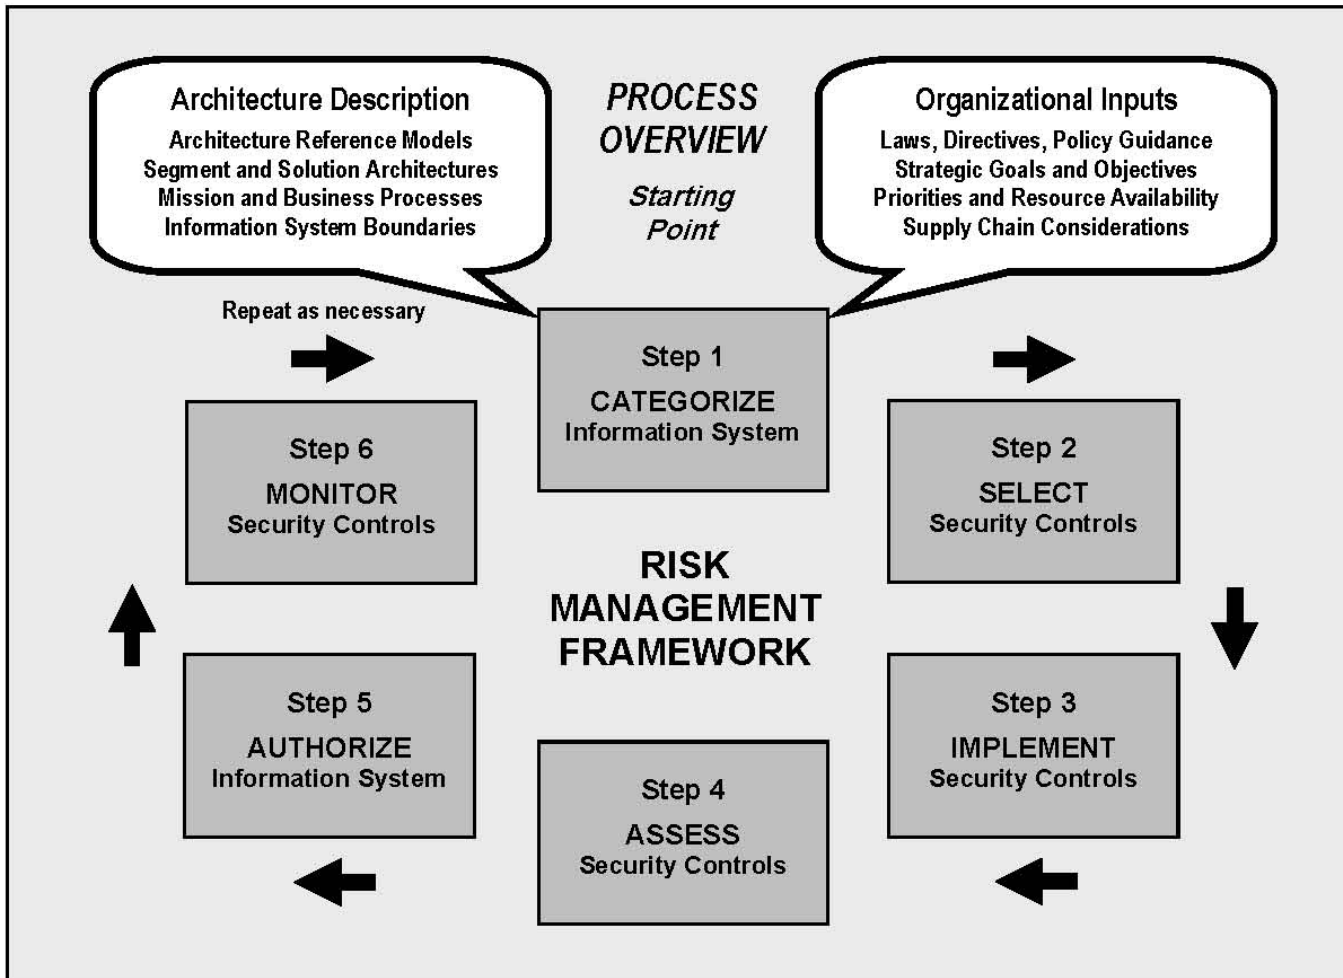 Architecture Description
Architecture Reference Models
Segment and Solution Architectures
Mission and Business Processes
Information System Boundaries
PROCESS
OVERVIEW
Starting
Point
Organizational Inputs
Laws, Directives, Policy Guidance
Strategic Goals and Objectives
Priorities and Resource Availability
Supply Chain Considerations
Repeat as necessary
Step 1
CATEGORIZE
Information System
Step 2
SELECT
Security Controls
Step 3
IMPLEMENT
Security Controls
Step 4
ASSESS
Security Controls
Step 5
AUTHORIZE
Information System
Step 6
MONITOR
Security Controls
RISK
MANAGEMENT
FRAMEWORK